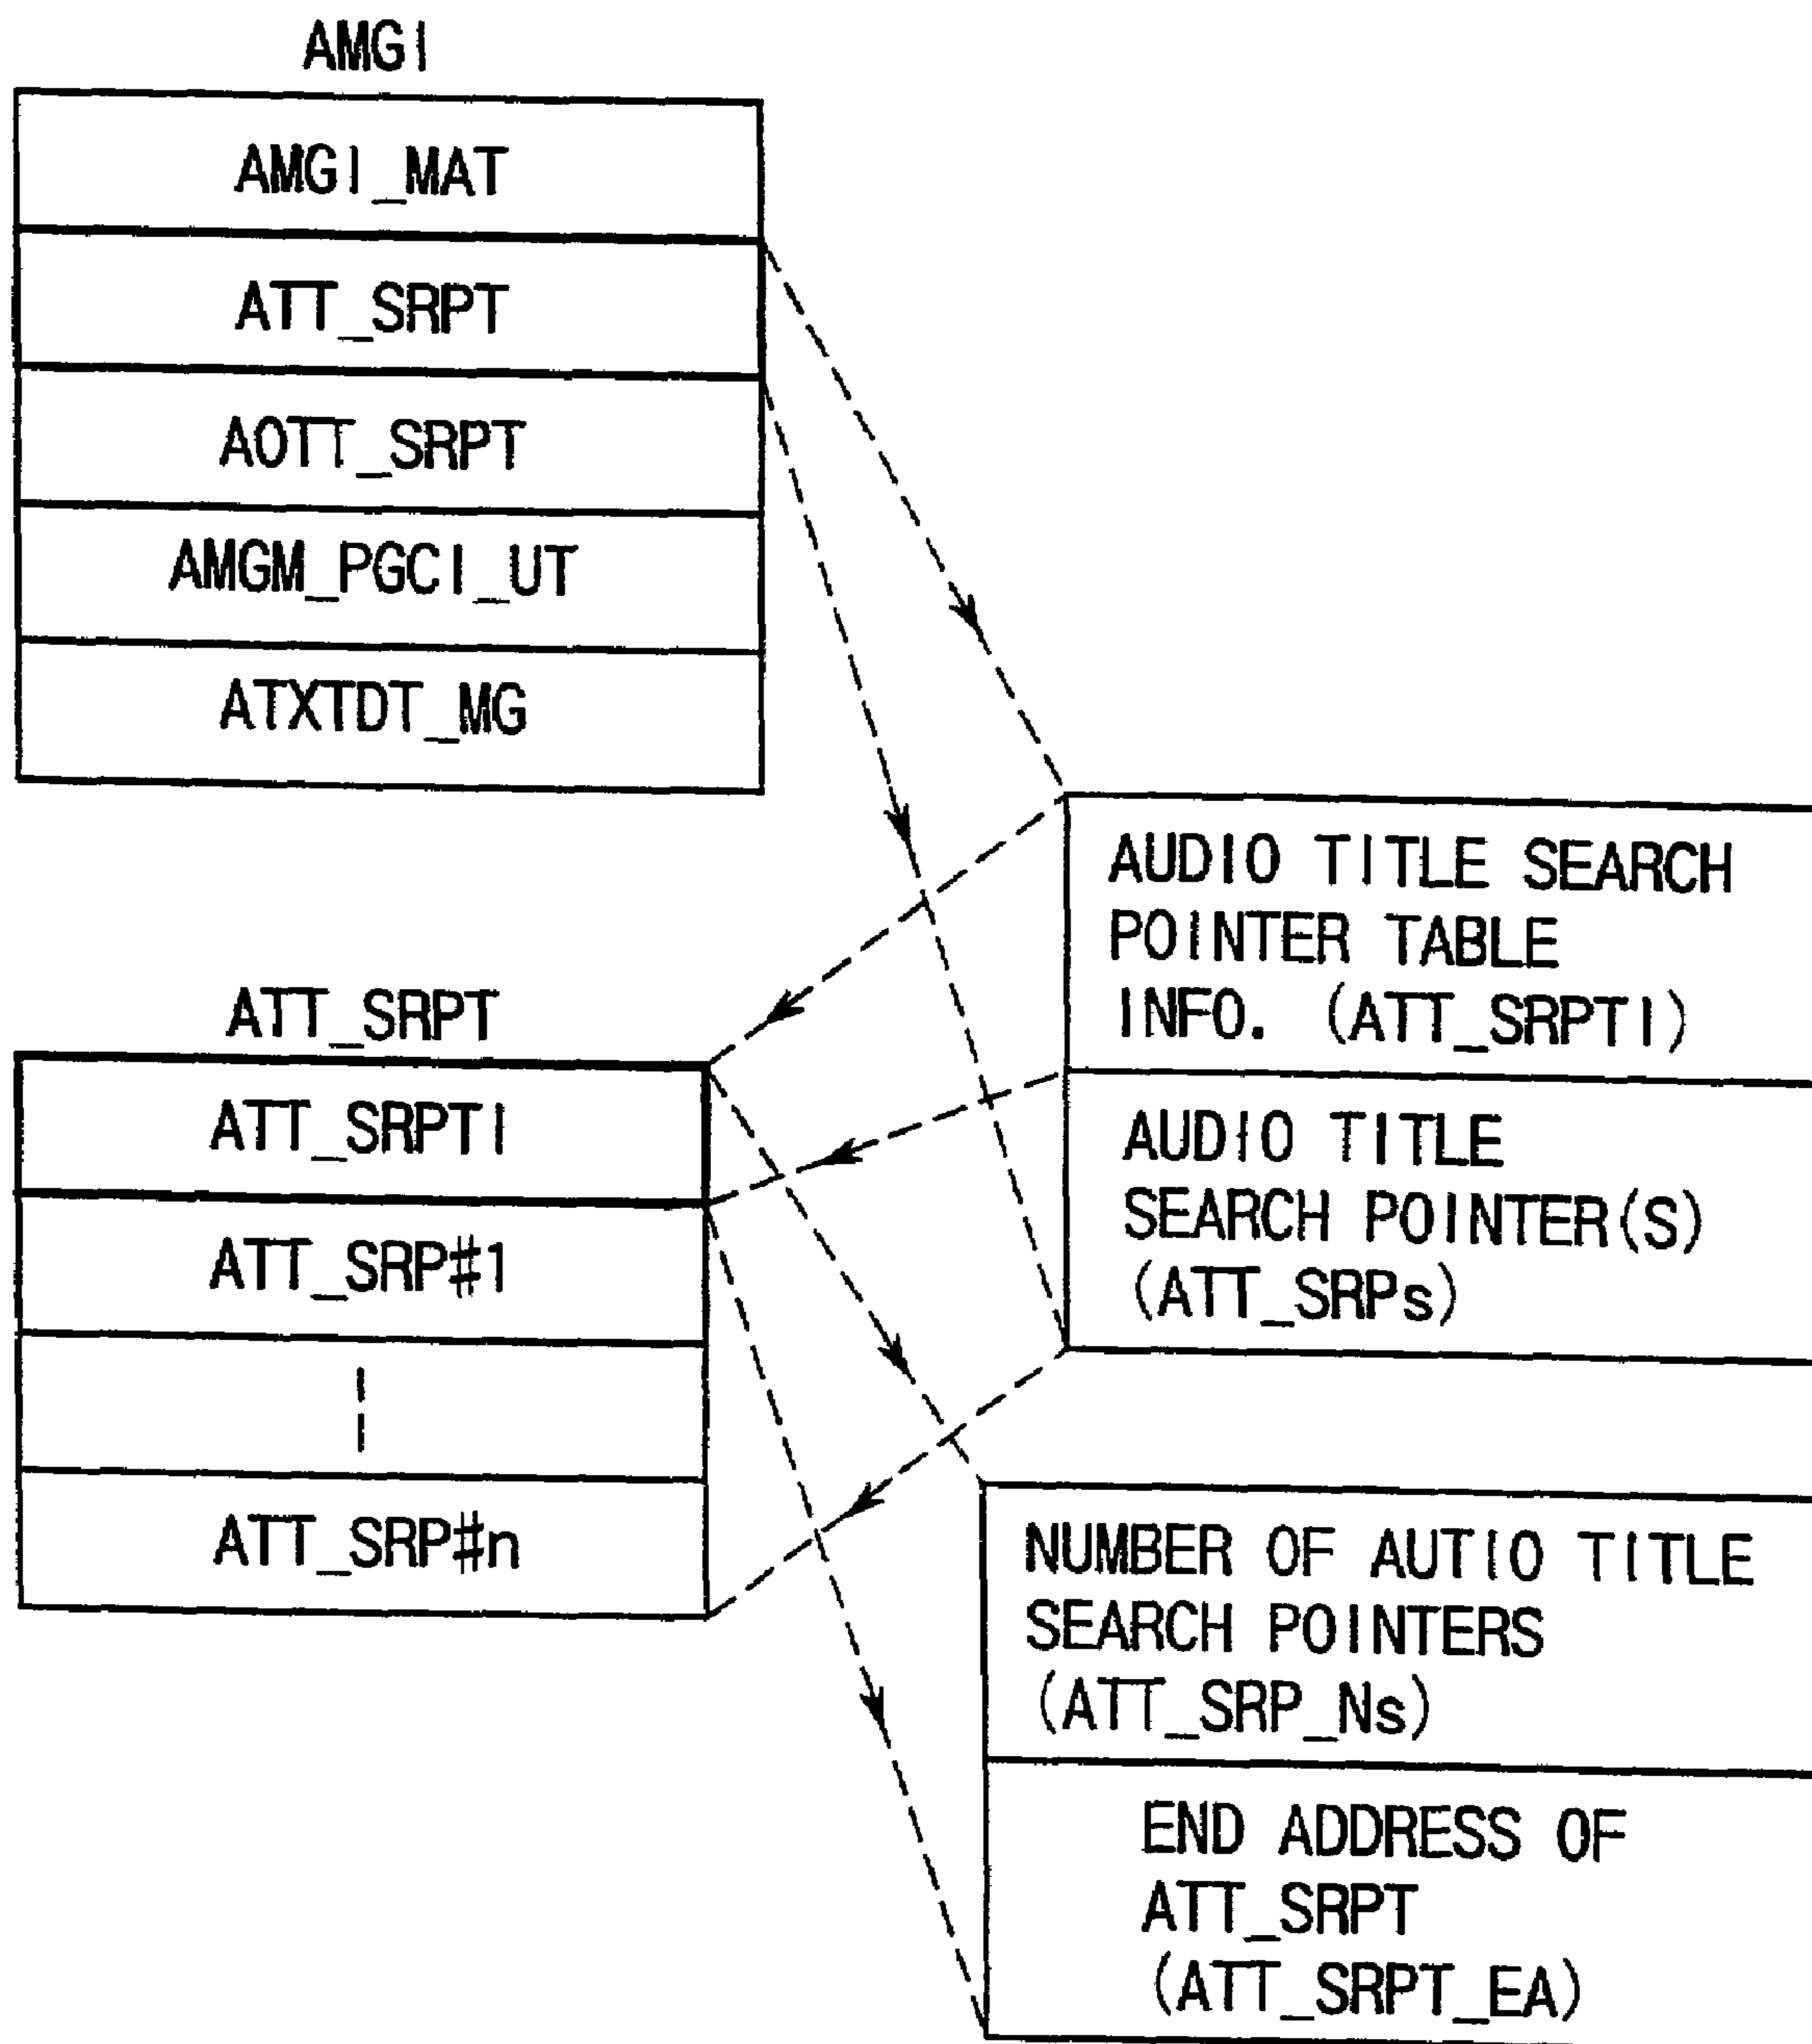 AMGI
AMGI_MAT
ATT_SRPT
AOTT_SRPT
AMGM_PGCI_UT
ATXTDT_MG
AUDIO TITLE SEARCH
POINTER TABLE
INFO. (ATT_SRPTI)
AUDIO TITLE
SEARCH POINTER(S)
(ATT_SRPs)
ATT_SRPT
ATT_SRPTI
ATT_SRP#1
ATT_SRP#n
NUMBER OF AUTIO TITLE
SEARCH POINTERS
(ATT_SRP_Ns)
END ADDRESS OF
ATT_SRPT
(ATT_SRPT_EA)